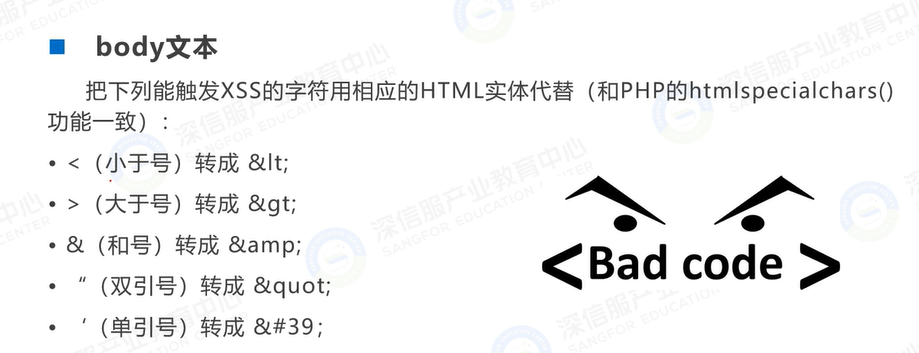 body文本
把下列能触发XSS的字符用相应的HTML实体代替（和PHP的htmlspecialchars()
功能一致）：
• <（小于号）转成 &lt;
• >（大于号）转成 &gt;
• &（和号）转成 &amp;
• “（双引号）转成 &quot;
• ‘（单引号）转成 &#39;
<Bad code >
深信服产业教育中心
SANGFOR EDUCATION CENTER